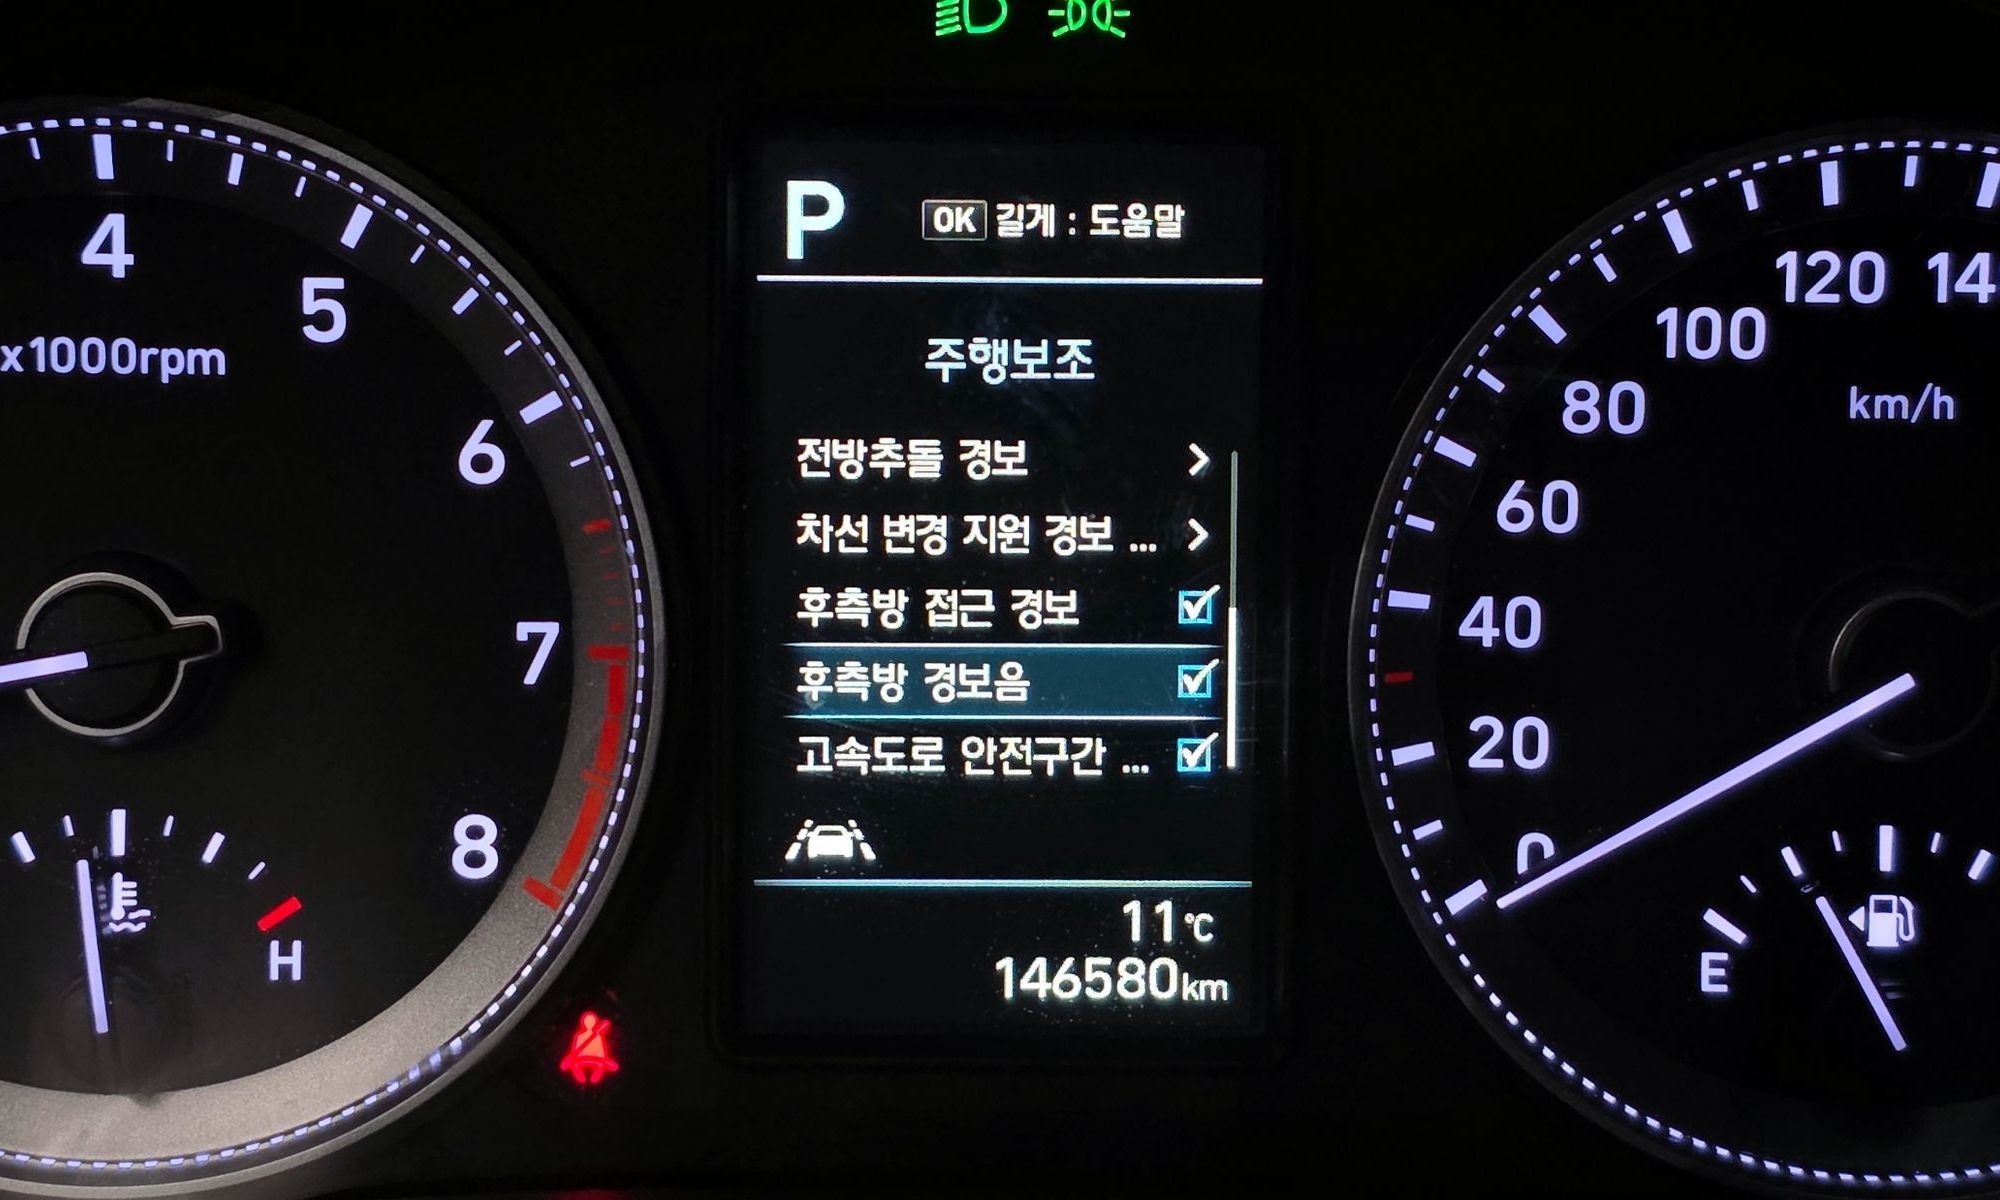 P
OK 길게 : 도움말
주행보조
전방추돌 경보
차선 변경 지원 경보 ...
후측방 접근 경보
후측방 경보음
고속도로 안전구간 ...
11℃
146580km
4
5
x1000rpm
6
7
8
H
120
100
80
km/h
60
40
20
0
E